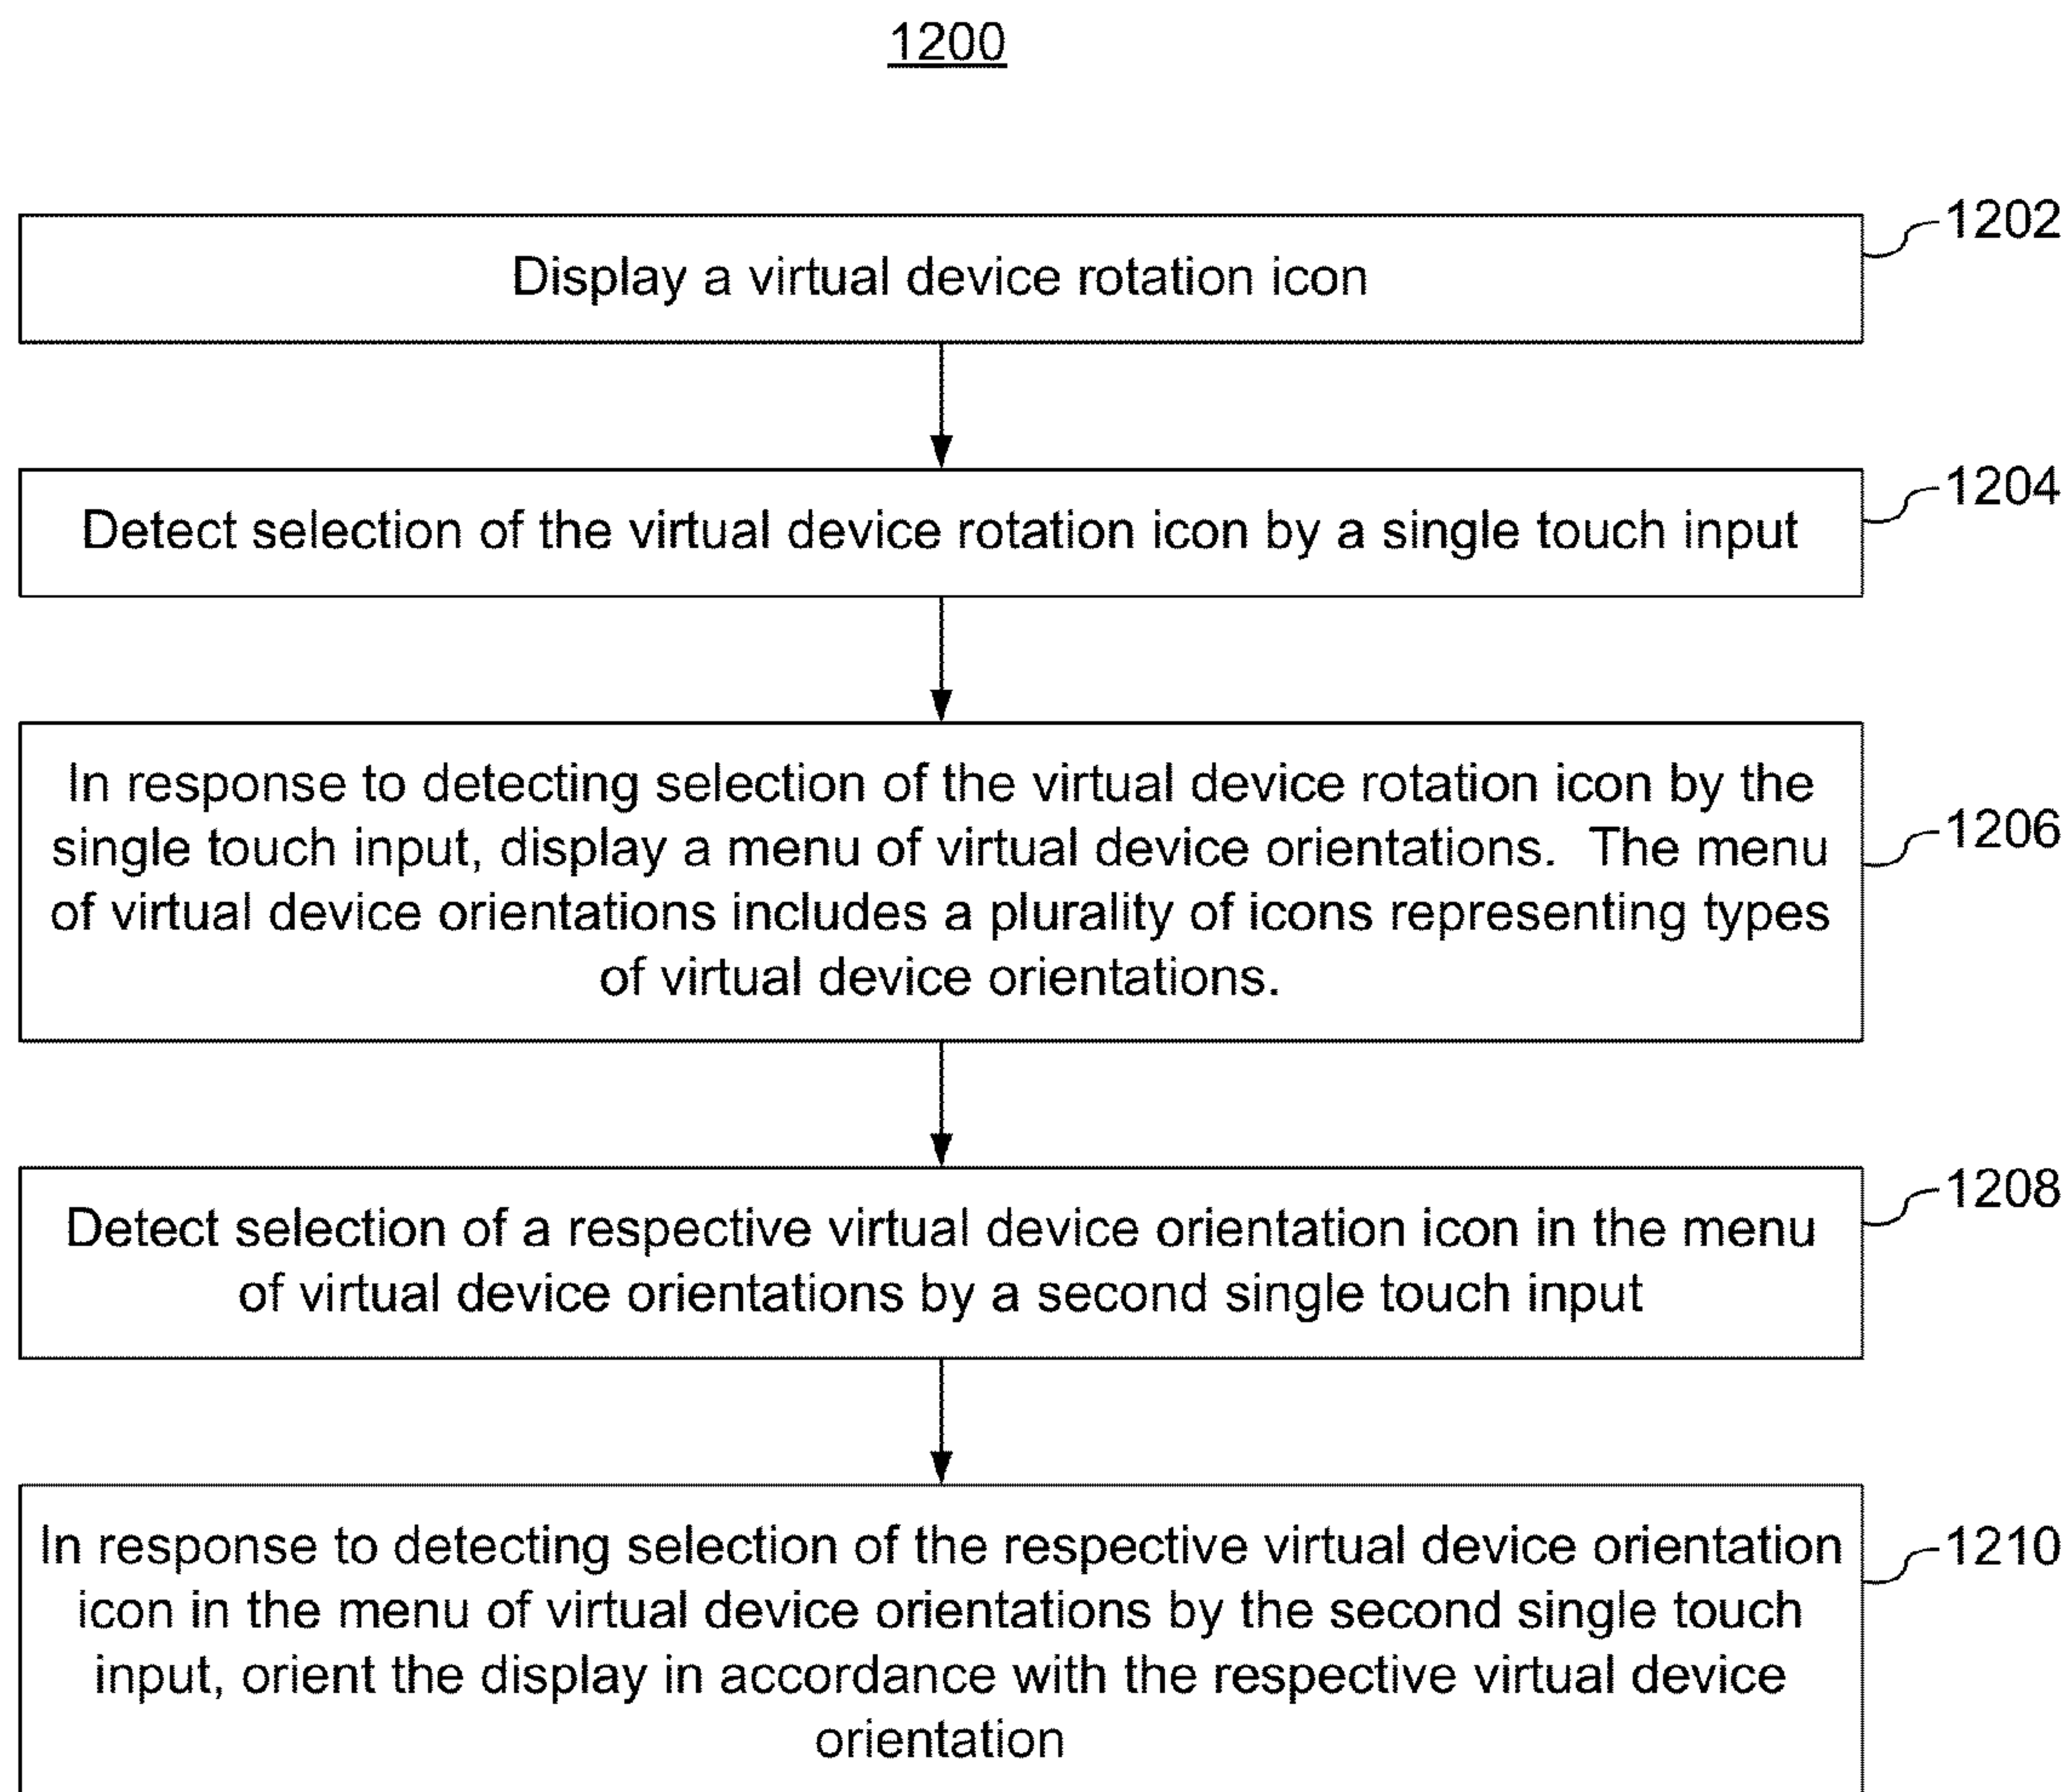 1200
1202
Display a virtual device rotation icon
1204
Detect selection of the virtual device rotation icon by a single touch input
In response to detecting selection of the virtual device rotation icon by the
single touch input, display a menu of virtual device orientations.  The menu
of virtual device orientations includes a plurality of icons representing types
of virtual device orientations.
1206
1208
Detect selection of a respective virtual device orientation icon in the menu
of virtual device orientations by a second single touch input
In response to detecting selection of the respective virtual device orientation
icon in the menu of virtual device orientations by the second single touch
input, orient the display in accordance with the respective virtual device
orientation
1210